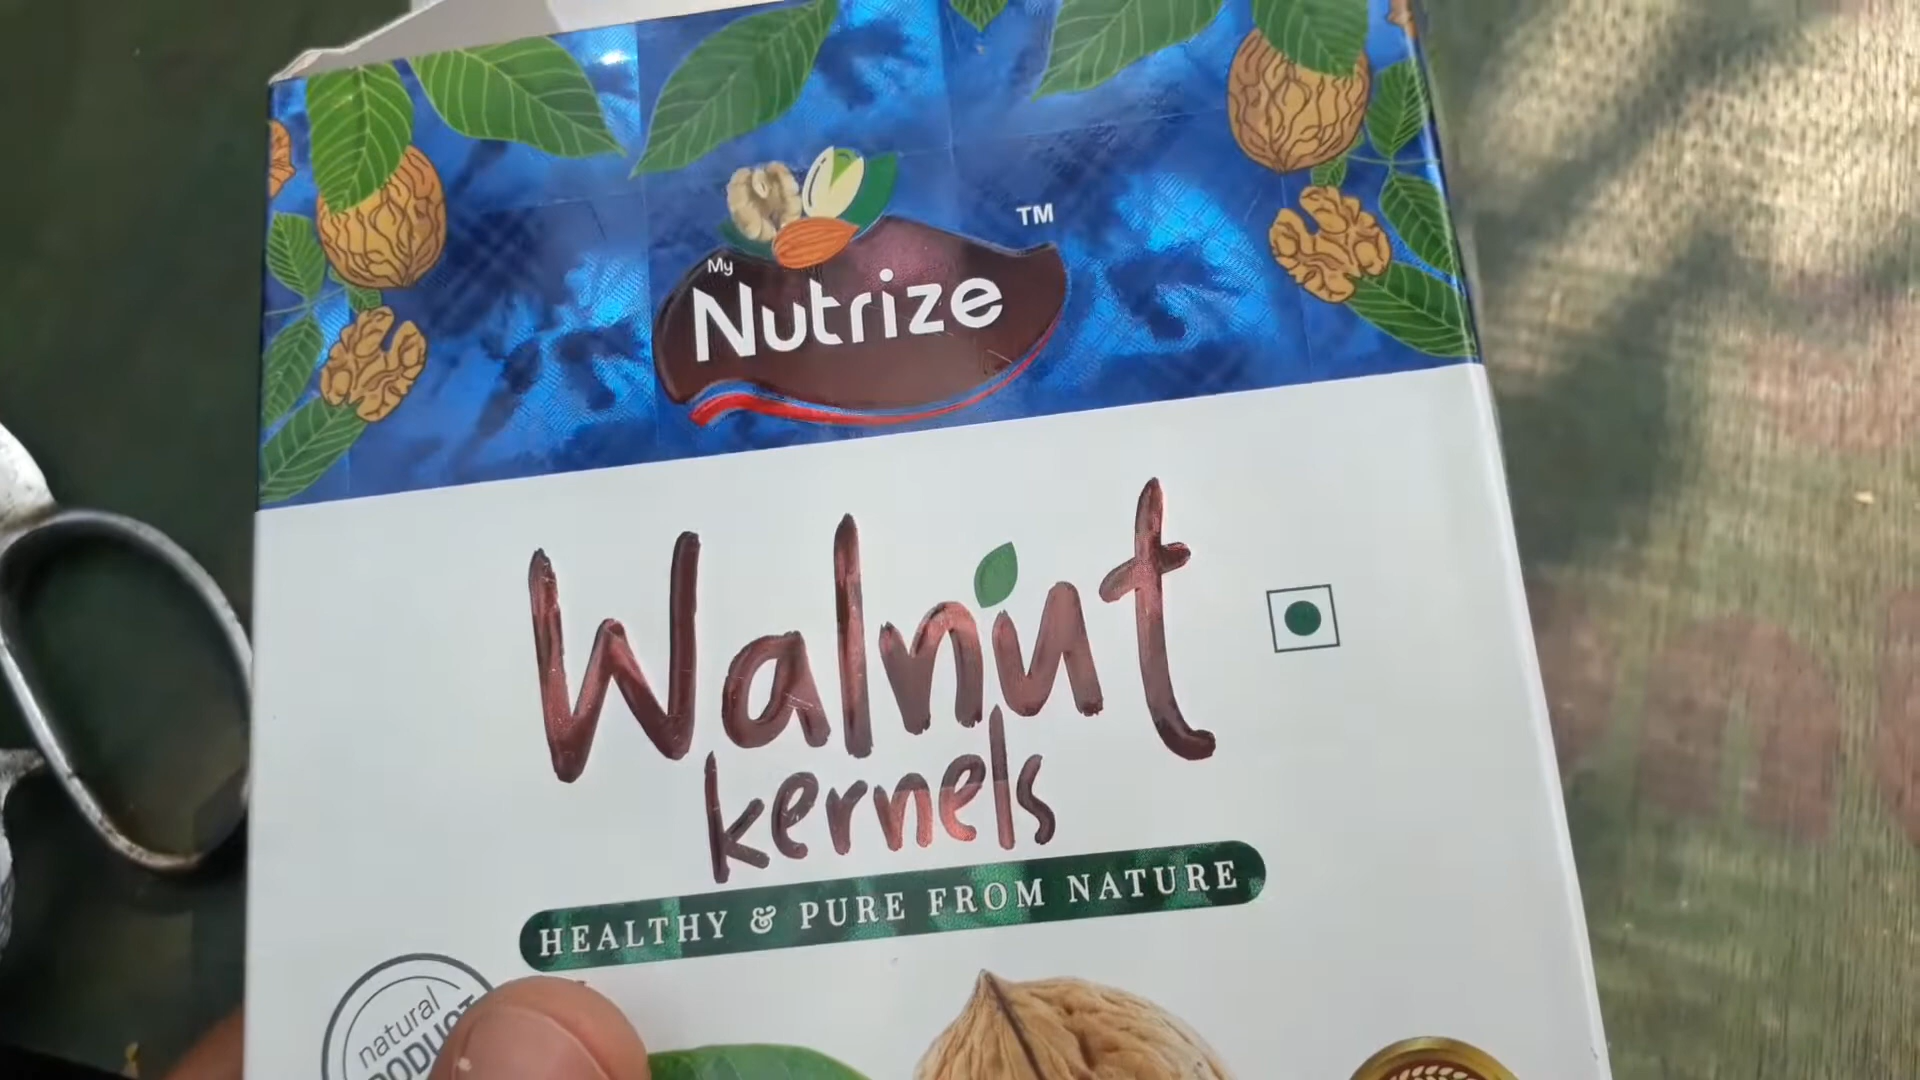 My
Nutrize
TM
Walnut
kernels
HEALTHY & PURE FROM NATURE
natural